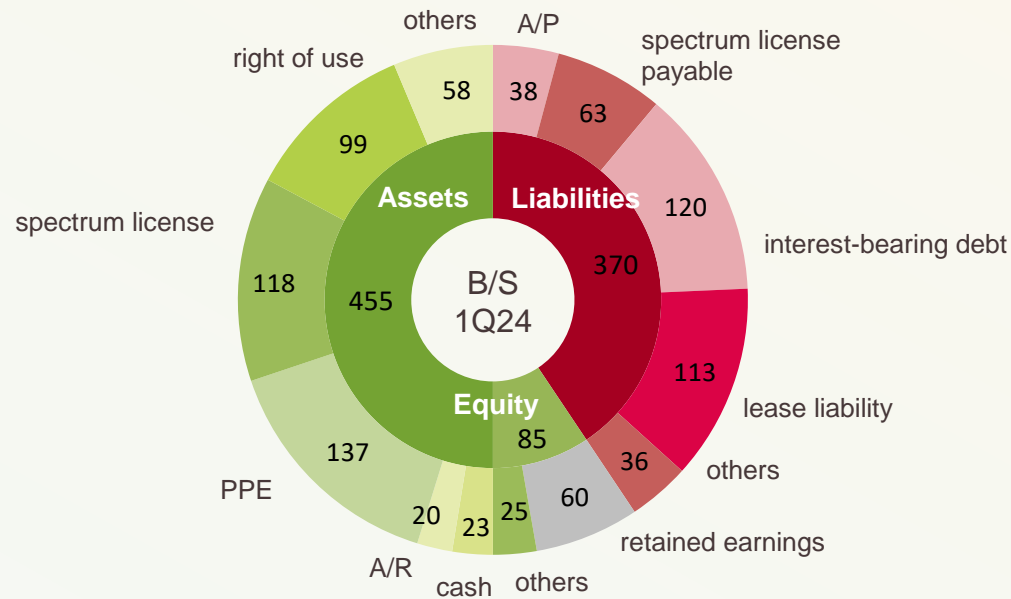 others
A/P
right of use
spectrum license
payable
58
38
63
99
Assets
Liabilities
120
spectrum license
interest-bearing debt
118
455
B/S
1Q24
370
113
Equity
lease liability
85
137
36
others
PPE
20
23
25
60
retained earnings
A/R
cash
others